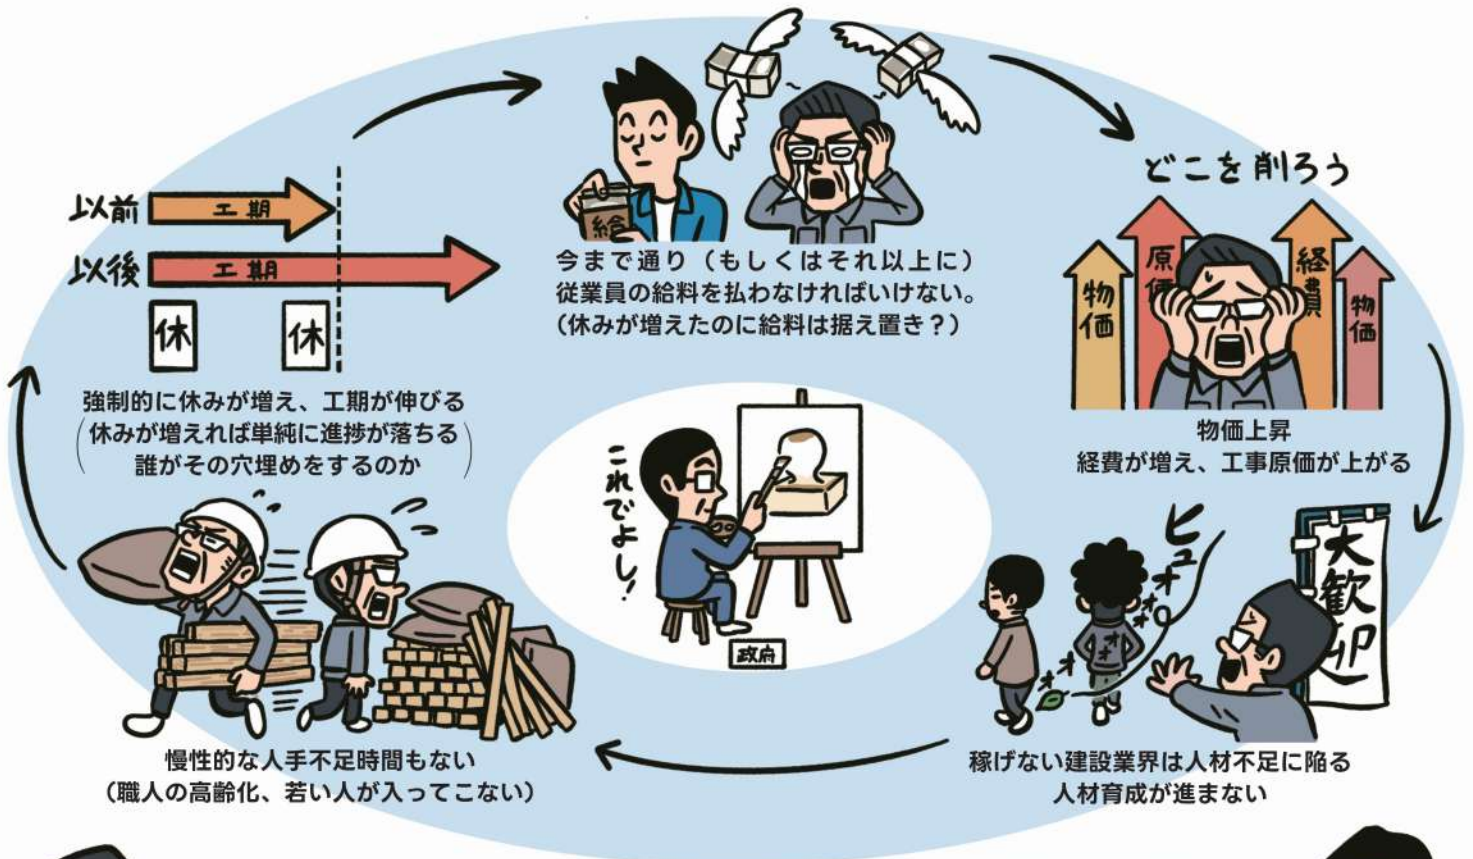 以前
工期
以後
工期
休
休
強制的に休みが増え、工期が伸びる
(休みが増えれば単純に進捗が落ちる
誰がその穴埋めをするのか)
給
今まで通り(もしくはそれ以上に)
従業員の給料を払わなければいけない。
(休みが増えたのに給料は据え置き?)
どこを削ろう
物価
原価
経費
物価
物価上昇
経費が増え、工事原価が上がる
ヒュオオオオオ
大歓迎
稼げない建設業界は人材不足に陥る
人材育成が進まない
慢性的な人手不足時間もない
(職人の高齢化、若い人が入ってこない)
これでよし!
政府